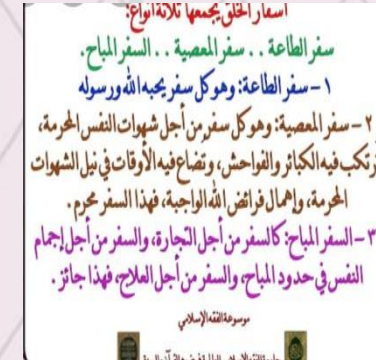 أسفار الخلق يجمعها ثلاثة أنواع:
سفر الطاعة . . سفر المعصية . . السفر المباح.
١ – سفر الطاعة: وهو كل سفر يحبه الله ورسوله
٢ – سفر المعصية: وهو كل سفرٍ من أجل شهوات النفس المحرمة،
ترتكب فيه الكبائر والفواحش، وتضاع فيه الأوقات في نيل الشهوات
المحرمة، وإهمال فرائض الله الواجبة، فهذا السفر محرم.
٣ – السفر المباح: كالسفر من أجل التجارة، والسفر من أجل إجمام
النفس في حدود المباح، والسفر من أجل العلاج، فهذا جائز.
موسوعة الفقه الإسلامي